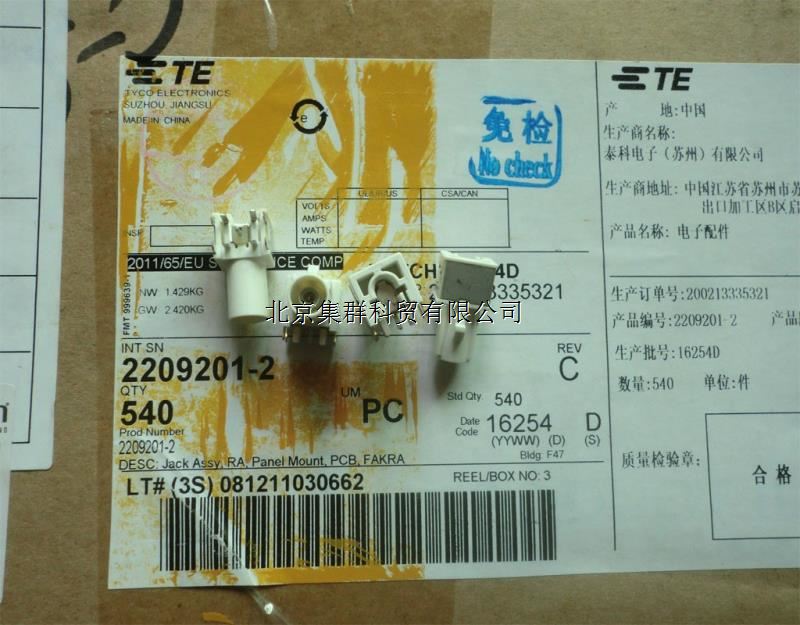 TE
TYCO ELECTRONICS
SUZHOU, JIANGSU
MADE IN CHINA
e
免检
No check
CSA/CAN
VOLTS
AMPS
WATTS
TEMP
2011/65/EU
COMP
4D
NW 1.429KG
GW 2.420KG
3335321
FMT 999639-1
北京集群科贸有限公司
INT SN
2209201-2
REV
C
QTY
540
UM
PC
Std Qty 540
Prod Number
2209201-2
Date Code 16254 D
(YYWW) (D) (S)
Bldg: F47
DESC: Jack Assy, RA, Panel Mount, PCB, FAKRA
LT# (3S) 081211030662
REEL/BOX NO: 3
TE
产 地:中国
生产商名称:
泰科电子(苏州)有限公司
生产商地址: 中国江苏省苏州市苏
出口加工区B区启
产品名称: 电子配件
生产订单号:200213335321
产品编号:2209201-2 产品
生产批号:16254D
数量:540 单位:件
质量检验章:
合格